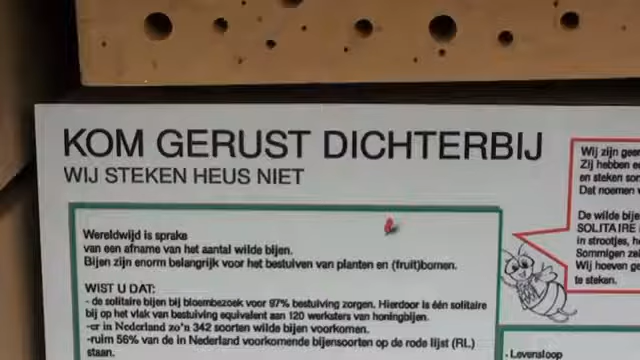 KOM GERUST DICHTERBIJ
WIJ STEKEN HEUS NIET
Wereldwijd is sprake
van een afname van het aantal wilde bijen.
Bijen zijn enorm belangrijk voor het bestuiven van planten en (fruit)bomen.
WIST U DAT:
- de solitaire bijen bij bloembezoek voor 97% bestuiving zorgen. Hierdoor is één solitaire
bij op het vlak van bestuiving equivalent aan 120 werksters van honingbijen.
-er in Nederland zo'n 342 soorten wilde bijen voorkomen.
-ruim 56% van de in Nederland voorkomende bijensoorten op de rode lijst (RL)
staan.
Wij zijn geen
Zij hebben
en steken
Dat noemen
De wilde bije
SOLITAIRE
in strootjes,
Sommigen
Wij hoeven
te steken.
- Levensloop